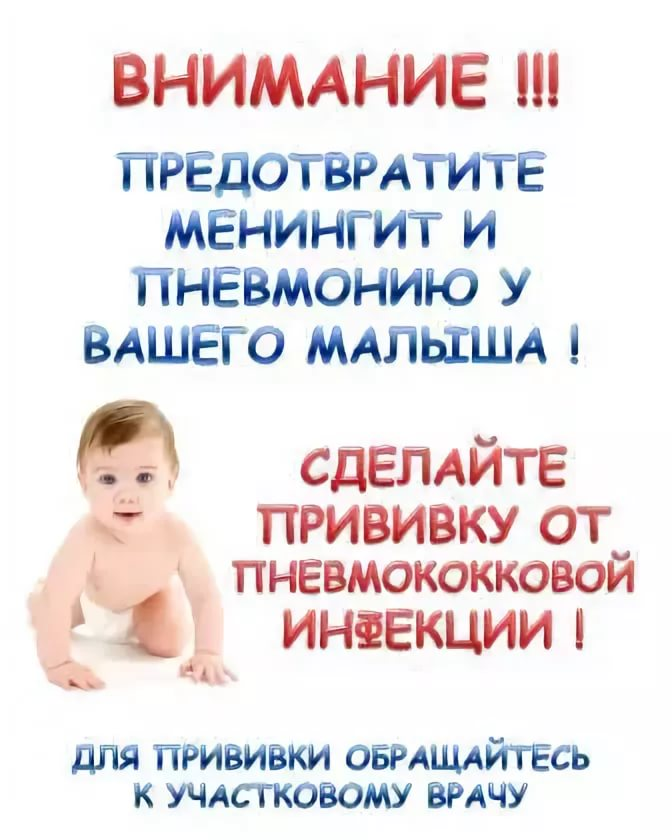 ВНИМАНИЕ !!!
ПРЕДОТВРАТИТЕ
МЕНИНГИТ И
ПНЕВМОНИЮ У
ВАШЕГО МАЛЫША !
СДЕЛАЙТЕ
ПРИВИВКУ ОТ
ПНЕВМОКОККОВОЙ
ИНФЕКЦИИ !
ДЛЯ ПРИВИВКИ ОБРАЩАЙТЕСЬ
К УЧАСТКОВОМУ ВРАЧУ